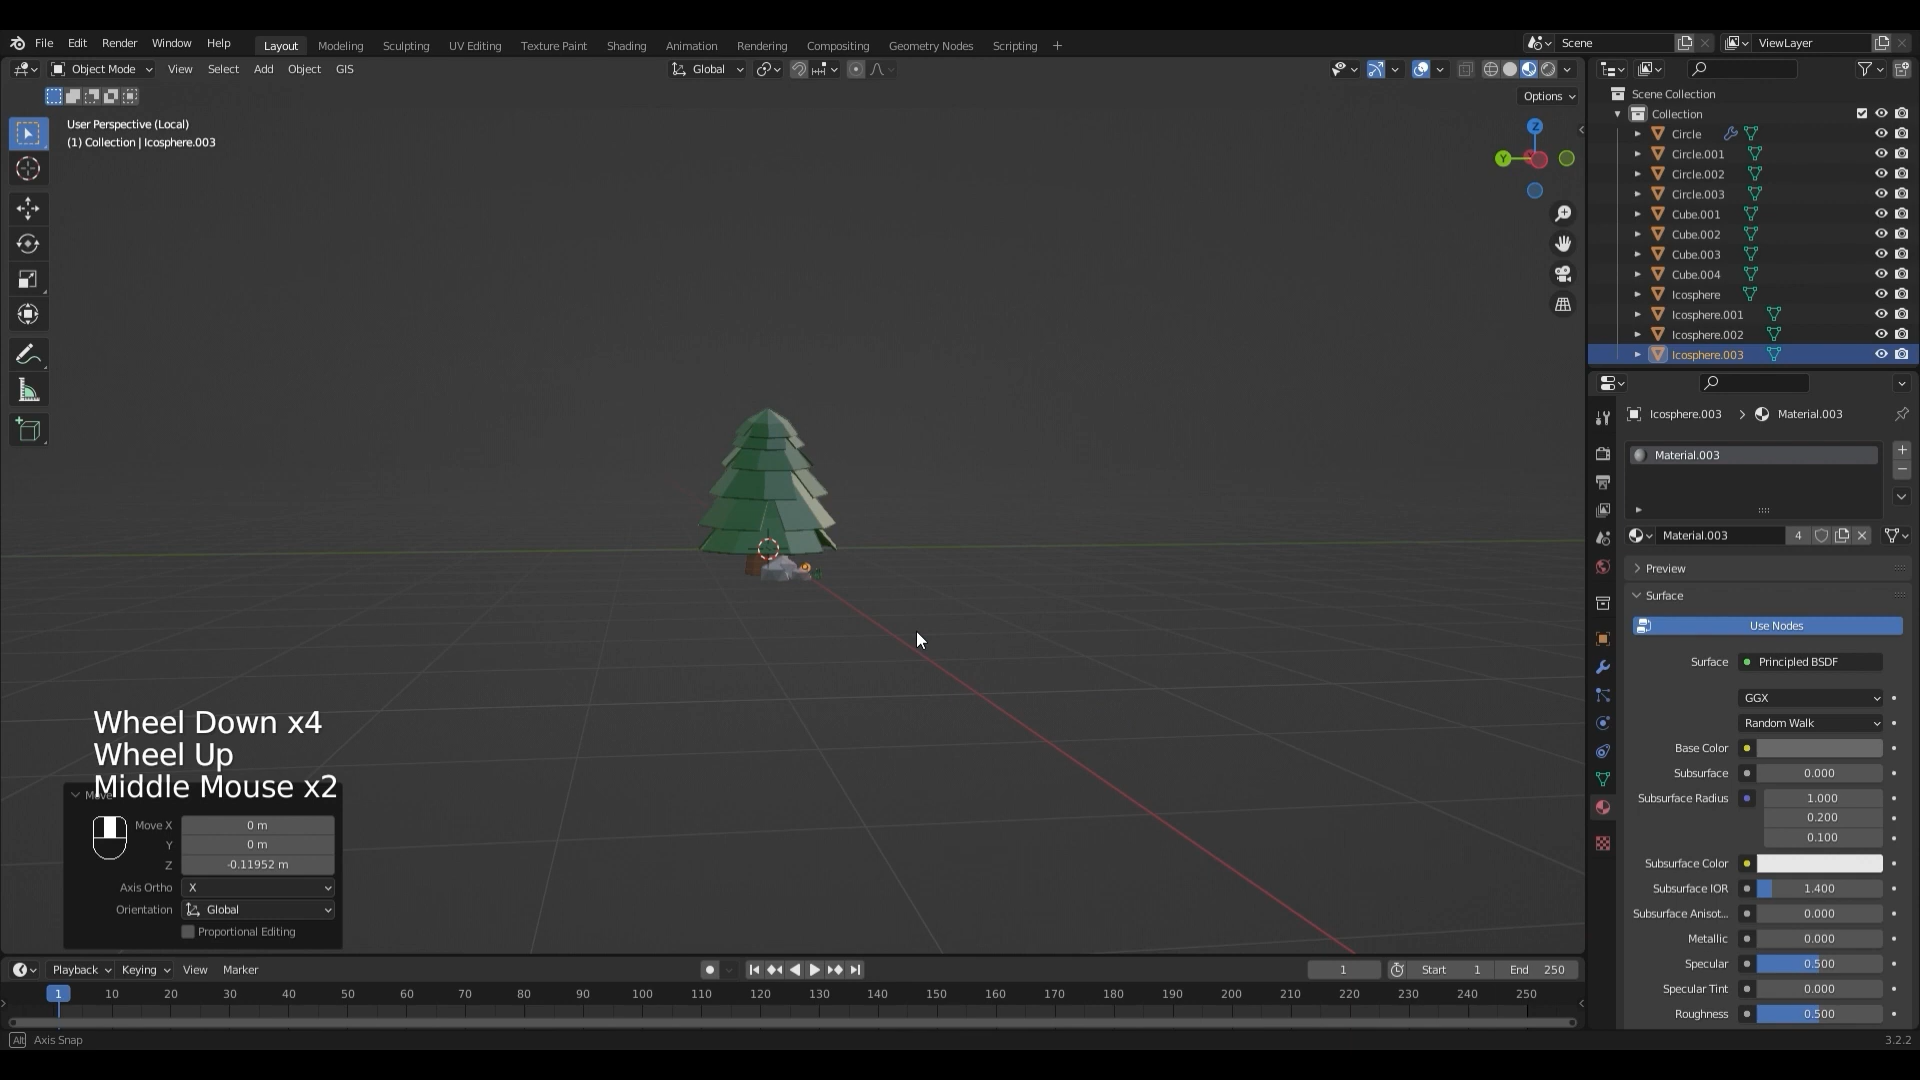 File Edit Render Window Help Layout Modeling Sculpting UV Editing Texture Paint Shading Animation Rendering Compositing Geometry Nodes Scripting + Scene ViewLayer
Object Mode View Select Add Object GIS Global
Options
User Perspective (Local)
(1) Collection | Icosphere.003
Z
Y
Scene Collection
Collection
Circle
Circle.001
Circle.002
Circle.003
Cube.001
Cube.002
Cube.003
Cube.004
Icosphere
Icosphere.001
Icosphere.002
Icosphere.003
Icosphere.003 > Material.003
Material.003
Material.003 4
Preview
Surface
Use Nodes
Surface Principled BSDF
GGX
Random Walk
Base Color
Subsurface 0.000
Subsurface Radius 1.000
0.200
0.100
Subsurface Color
Subsurface IOR 1.400
Subsurface Anisot... 0.000
Metallic 0.000
Specular 0.500
Specular Tint 0.000
Roughness 0.500
Wheel Down x4
Wheel Up
Middle Mouse x2
Move X 0 m
Y 0 m
Z -0.11952 m
Axis Ortho X
Orientation Global
Proportional Editing
Playback Keying View Marker 1 Start 1 End 250
1 10 20 30 40 50 60 70 80 90 100 110 120 130 140 150 160 170 180 190 200 210 220 230 240 250
Alt Axis Snap 3.2.2